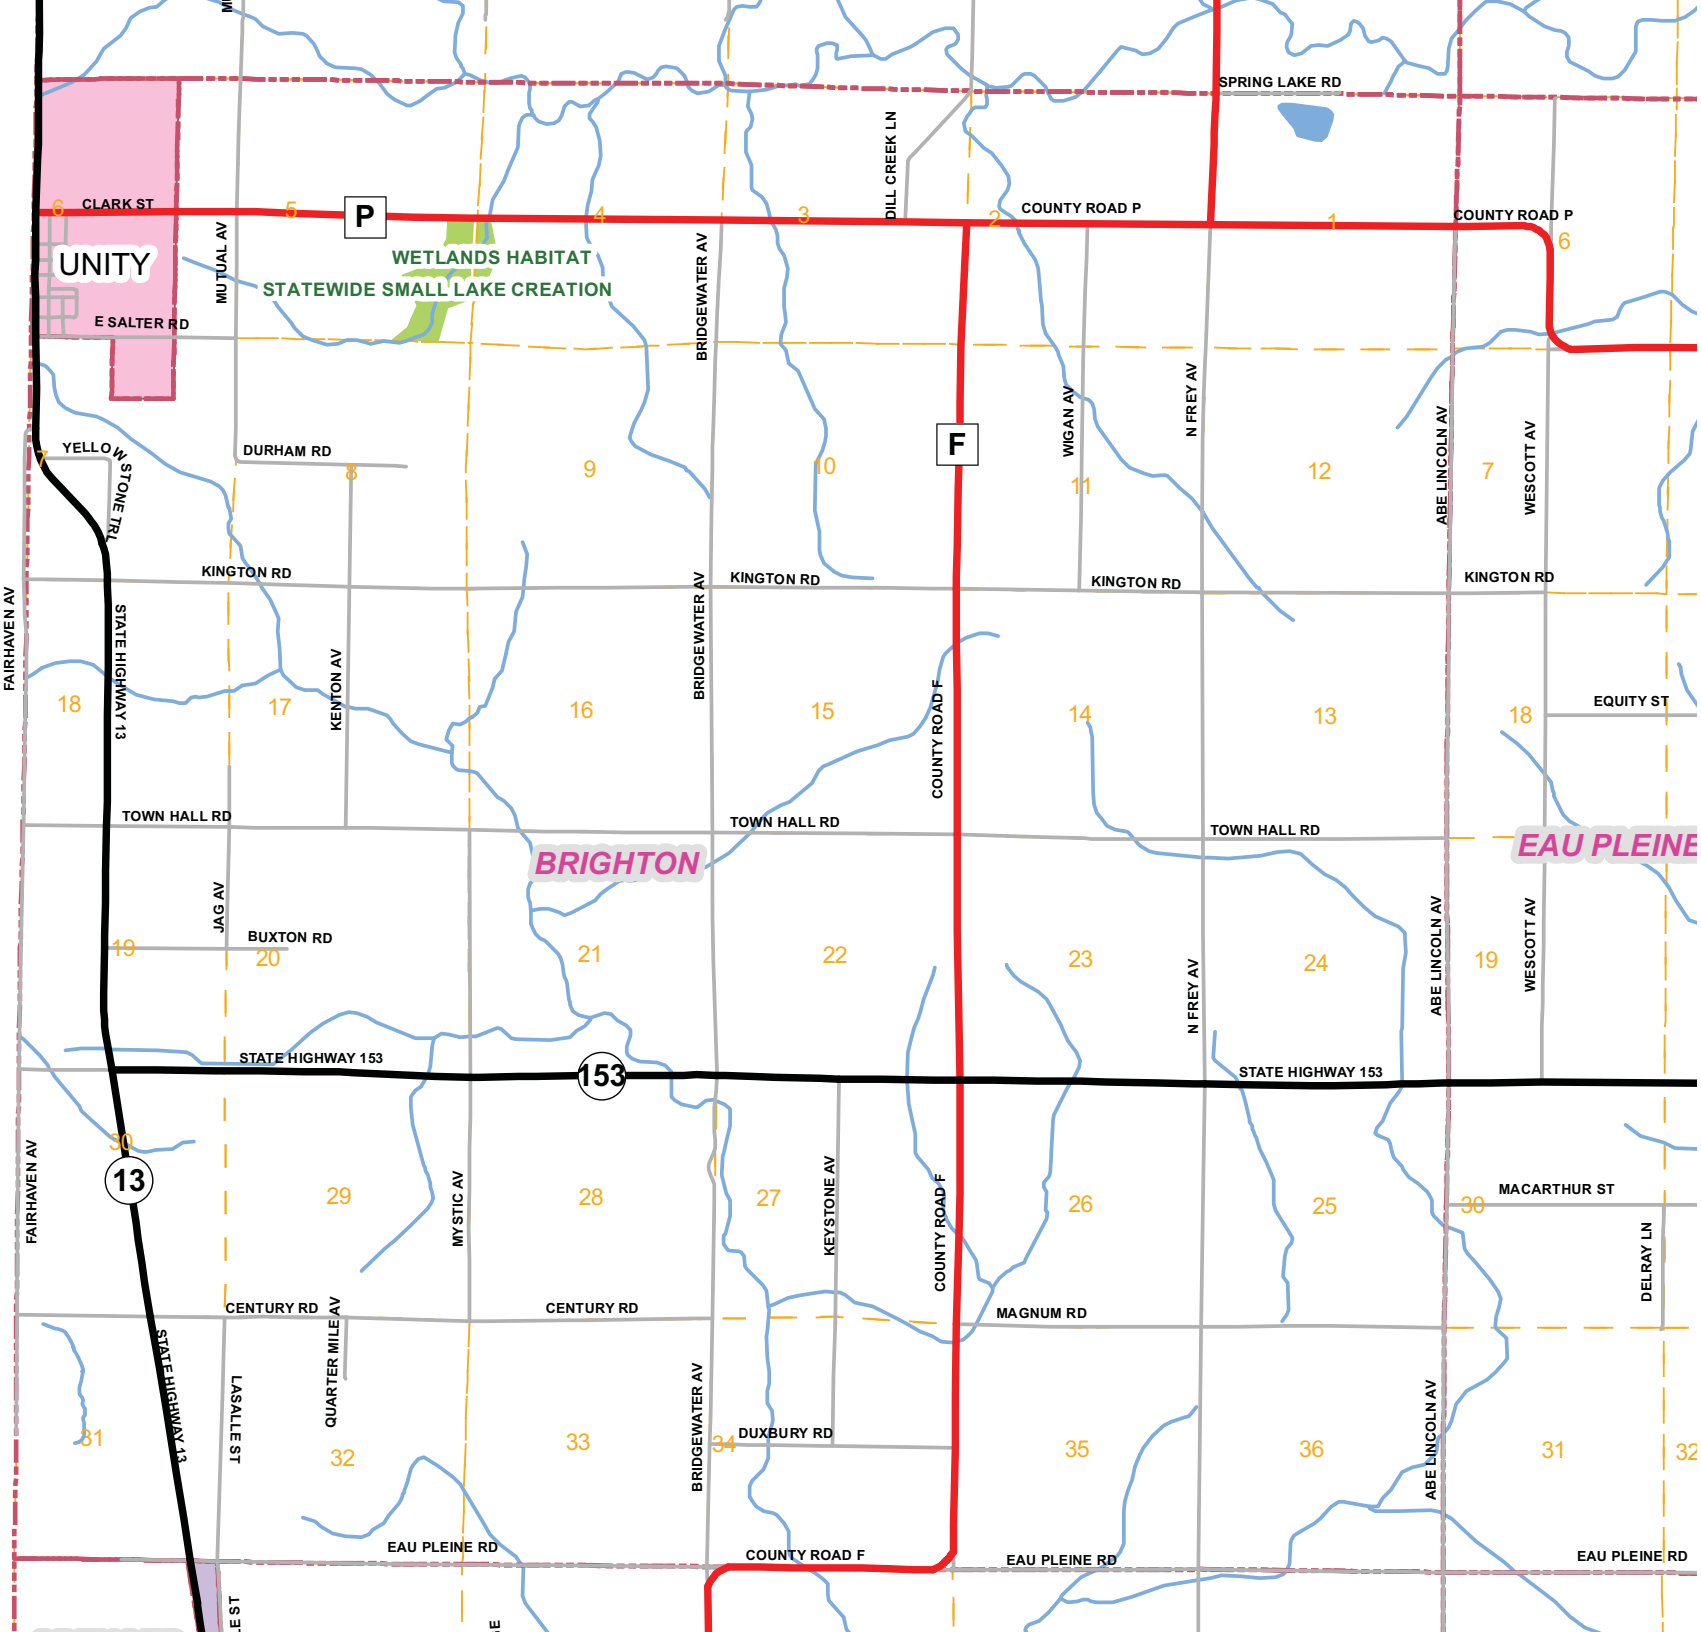 SPRING LAKE RD
DILL CREEK LN
6
CLARK ST
5
P
4
3
2
COUNTY ROAD P
1
COUNTY ROAD P
6
UNITY
MUTUAL AV
WETLANDS HABITAT
STATEWIDE SMALL LAKE CREATION
BRIDGEWATER AV
E SALTER RD
N FREY AV
WIGAN AV
ABE LINCOLN AV
WESCOTT AV
7
YELLOWSTONE TRL
DURHAM RD
8
9
10
F
11
12
7
KINGTON RD
KINGTON RD
KINGTON RD
KINGTON RD
FAIRHAVEN AV
STATE HIGHWAY 13
KENTON AV
BRIDGEWATER AV
COUNTY ROAD F
18
17
16
15
14
13
18
EQUITY ST
TOWN HALL RD
TOWN HALL RD
TOWN HALL RD
BRIGHTON
EAU PLEINE
JAG AV
ABE LINCOLN AV
WESCOTT AV
19
BUXTON RD
20
21
22
23
N FREY AV
24
19
STATE HIGHWAY 153
153
STATE HIGHWAY 153
30
13
FAIRHAVEN AV
29
MYSTIC AV
28
27
KEYSTONE AV
COUNTY ROAD F
26
25
30
MACARTHUR ST
DELRAY LN
CENTURY RD
QUARTER MILE AV
CENTURY RD
MAGNUM RD
STATE HIGHWAY 13
LASALLE ST
BRIDGEWATER AV
ABE LINCOLN AV
31
32
33
34
DUXBURY RD
35
36
31
32
EAU PLEINE RD
COUNTY ROAD F
EAU PLEINE RD
EAU PLEINE RD
LE ST